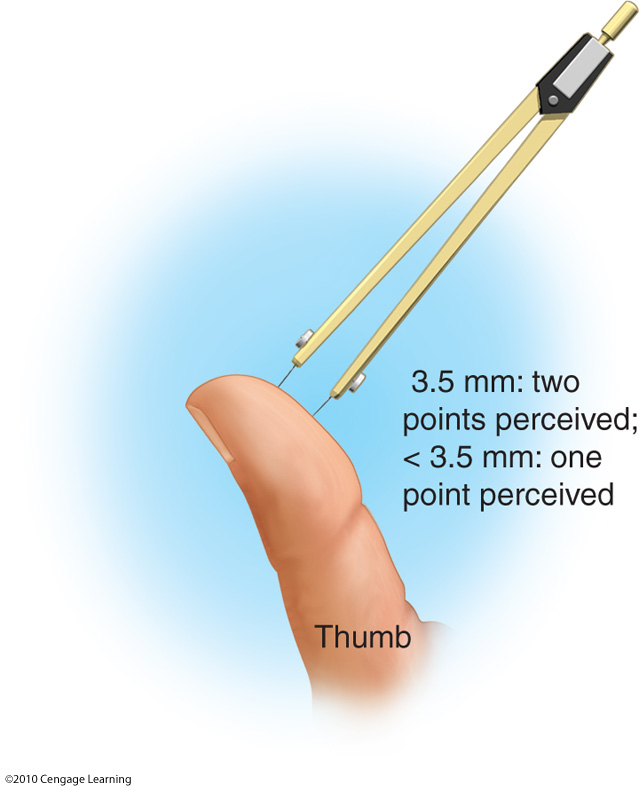 3.5 mm: two
points perceived;
< 3.5 mm: one
point perceived
Thumb
©2010 Cengage Learning